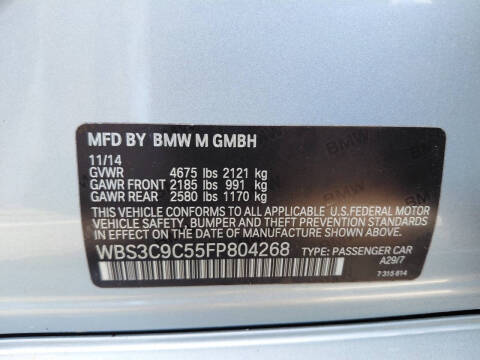 MFD BY BMW M GMBH
11/14
GVWR 4675 lbs 2121 kg
GAWR FRONT 2185 lbs 991 kg
GAWR REAR 2580 lbs 1170 kg
THIS VEHICLE CONFORMS TO ALL APPLICABLE U.S.FEDERAL MOTOR
VEHICLE SAFETY, BUMPER, AND THEFT PREVENTION STANDARDS
IN EFFECT ON THE DATE OF MANUFACTURE SHOWN ABOVE.
WBS3C9C55FP804268 TYPE: PASSENGER CAR
A29/7
7 315 814